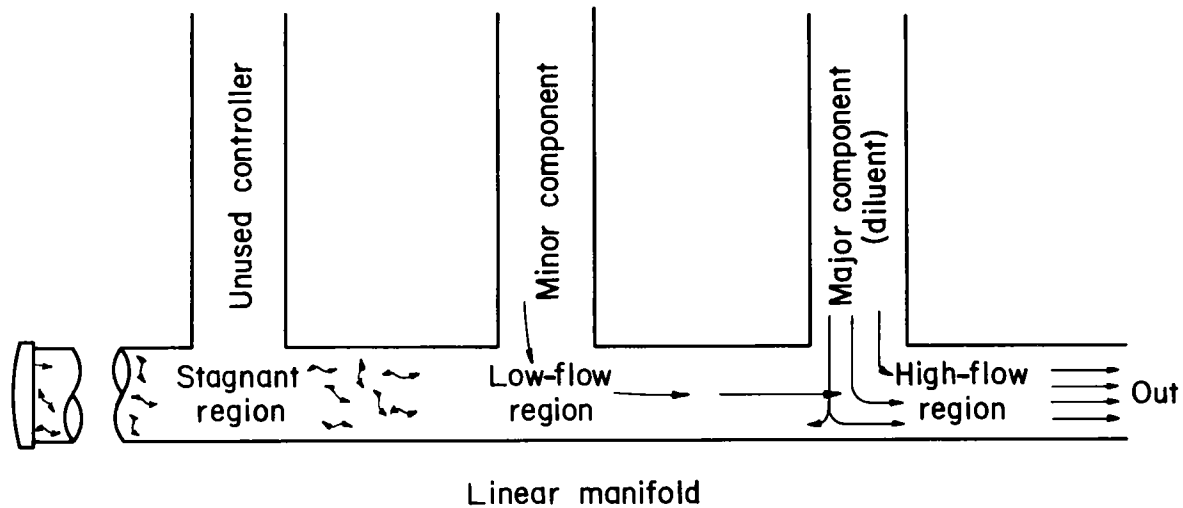 Unused controller
Minor component
Major component
(diluent)
Stagnant
region
Low-flow
region
High-flow
region
Out
Linear manifold